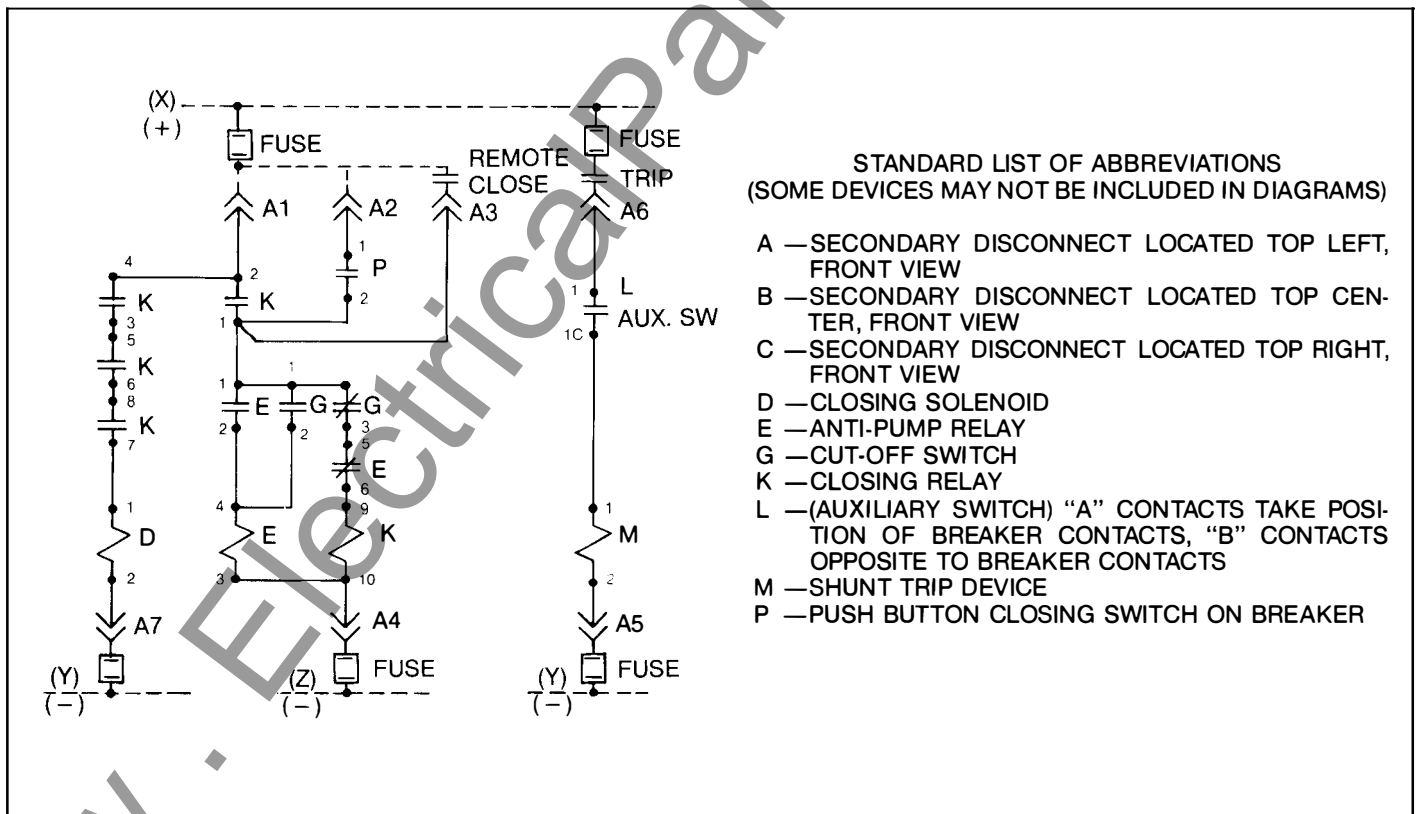 (X)
(+)
FUSE
FUSE
REMOTE
CLOSE
TRIP
A1
A2
A3
A6
4
2
1
P
2
K
K
1
3
5
K
6
8
K
7
1
L
AUX. SW
1C
1
1
E
G
G
2
2
3
5
E
6
4
9
1
D
2
E
K
3
10
1
M
2
A7
A4
A5
FUSE
FUSE
(Y)
(−)
(Z)
(−)
(Y)
(−)
STANDARD LIST OF ABBREVIATIONS
(SOME DEVICES MAY NOT BE INCLUDED IN DIAGRAMS)
A —SECONDARY DISCONNECT LOCATED TOP LEFT,
FRONT VIEW
B —SECONDARY DISCONNECT LOCATED TOP CEN-
TER, FRONT VIEW
C —SECONDARY DISCONNECT LOCATED TOP RIGHT,
FRONT VIEW
D —CLOSING SOLENOID
E —ANTI-PUMP RELAY
G —CUT-OFF SWITCH
K —CLOSING RELAY
L —(AUXILIARY SWITCH) “A” CONTACTS TAKE POSI-
TION OF BREAKER CONTACTS, “B” CONTACTS
OPPOSITE TO BREAKER CONTACTS
M —SHUNT TRIP DEVICE
P —PUSH BUTTON CLOSING SWITCH ON BREAKER
. ElectricalPa